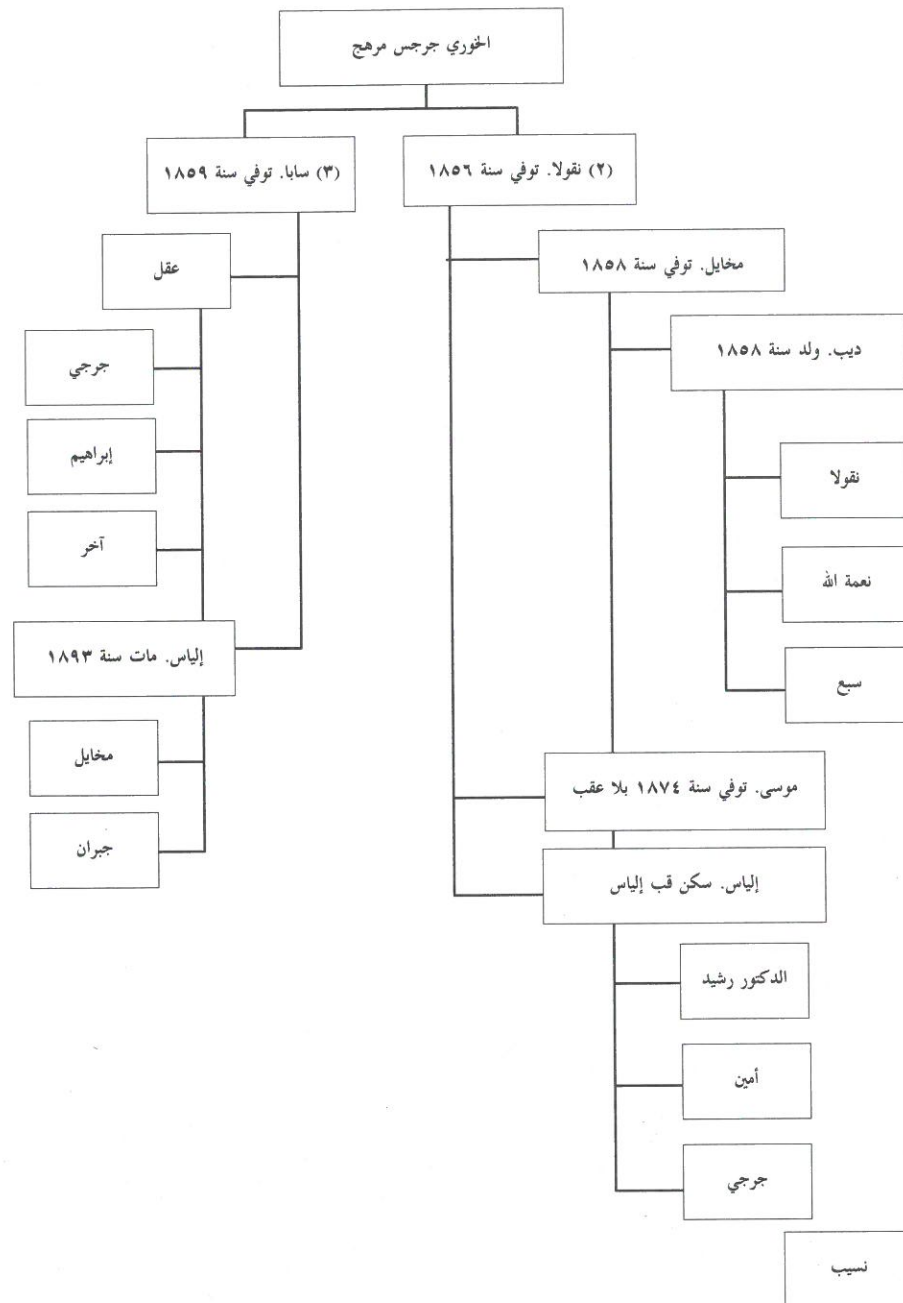 الخوري جرجس مرهج
(٢) نقولا. توفي سنة ١٨٥٦
(٣) سابا. توفي سنة ١٨٥٩
مخايل. توفي سنة ١٨٥٨
عقل
ديب. ولد سنة ١٨٥٨
جرجي
إبراهيم
نقولا
آخر
نعمة الله
إلياس. مات سنة ١٨٩٣
سبع
مخايل
موسى. توفي سنة ١٨٧٤ بلا عقب
جبران
إلياس. سكن قب إلياس
الدكتور رشيد
أمين
جرجي
نسيب